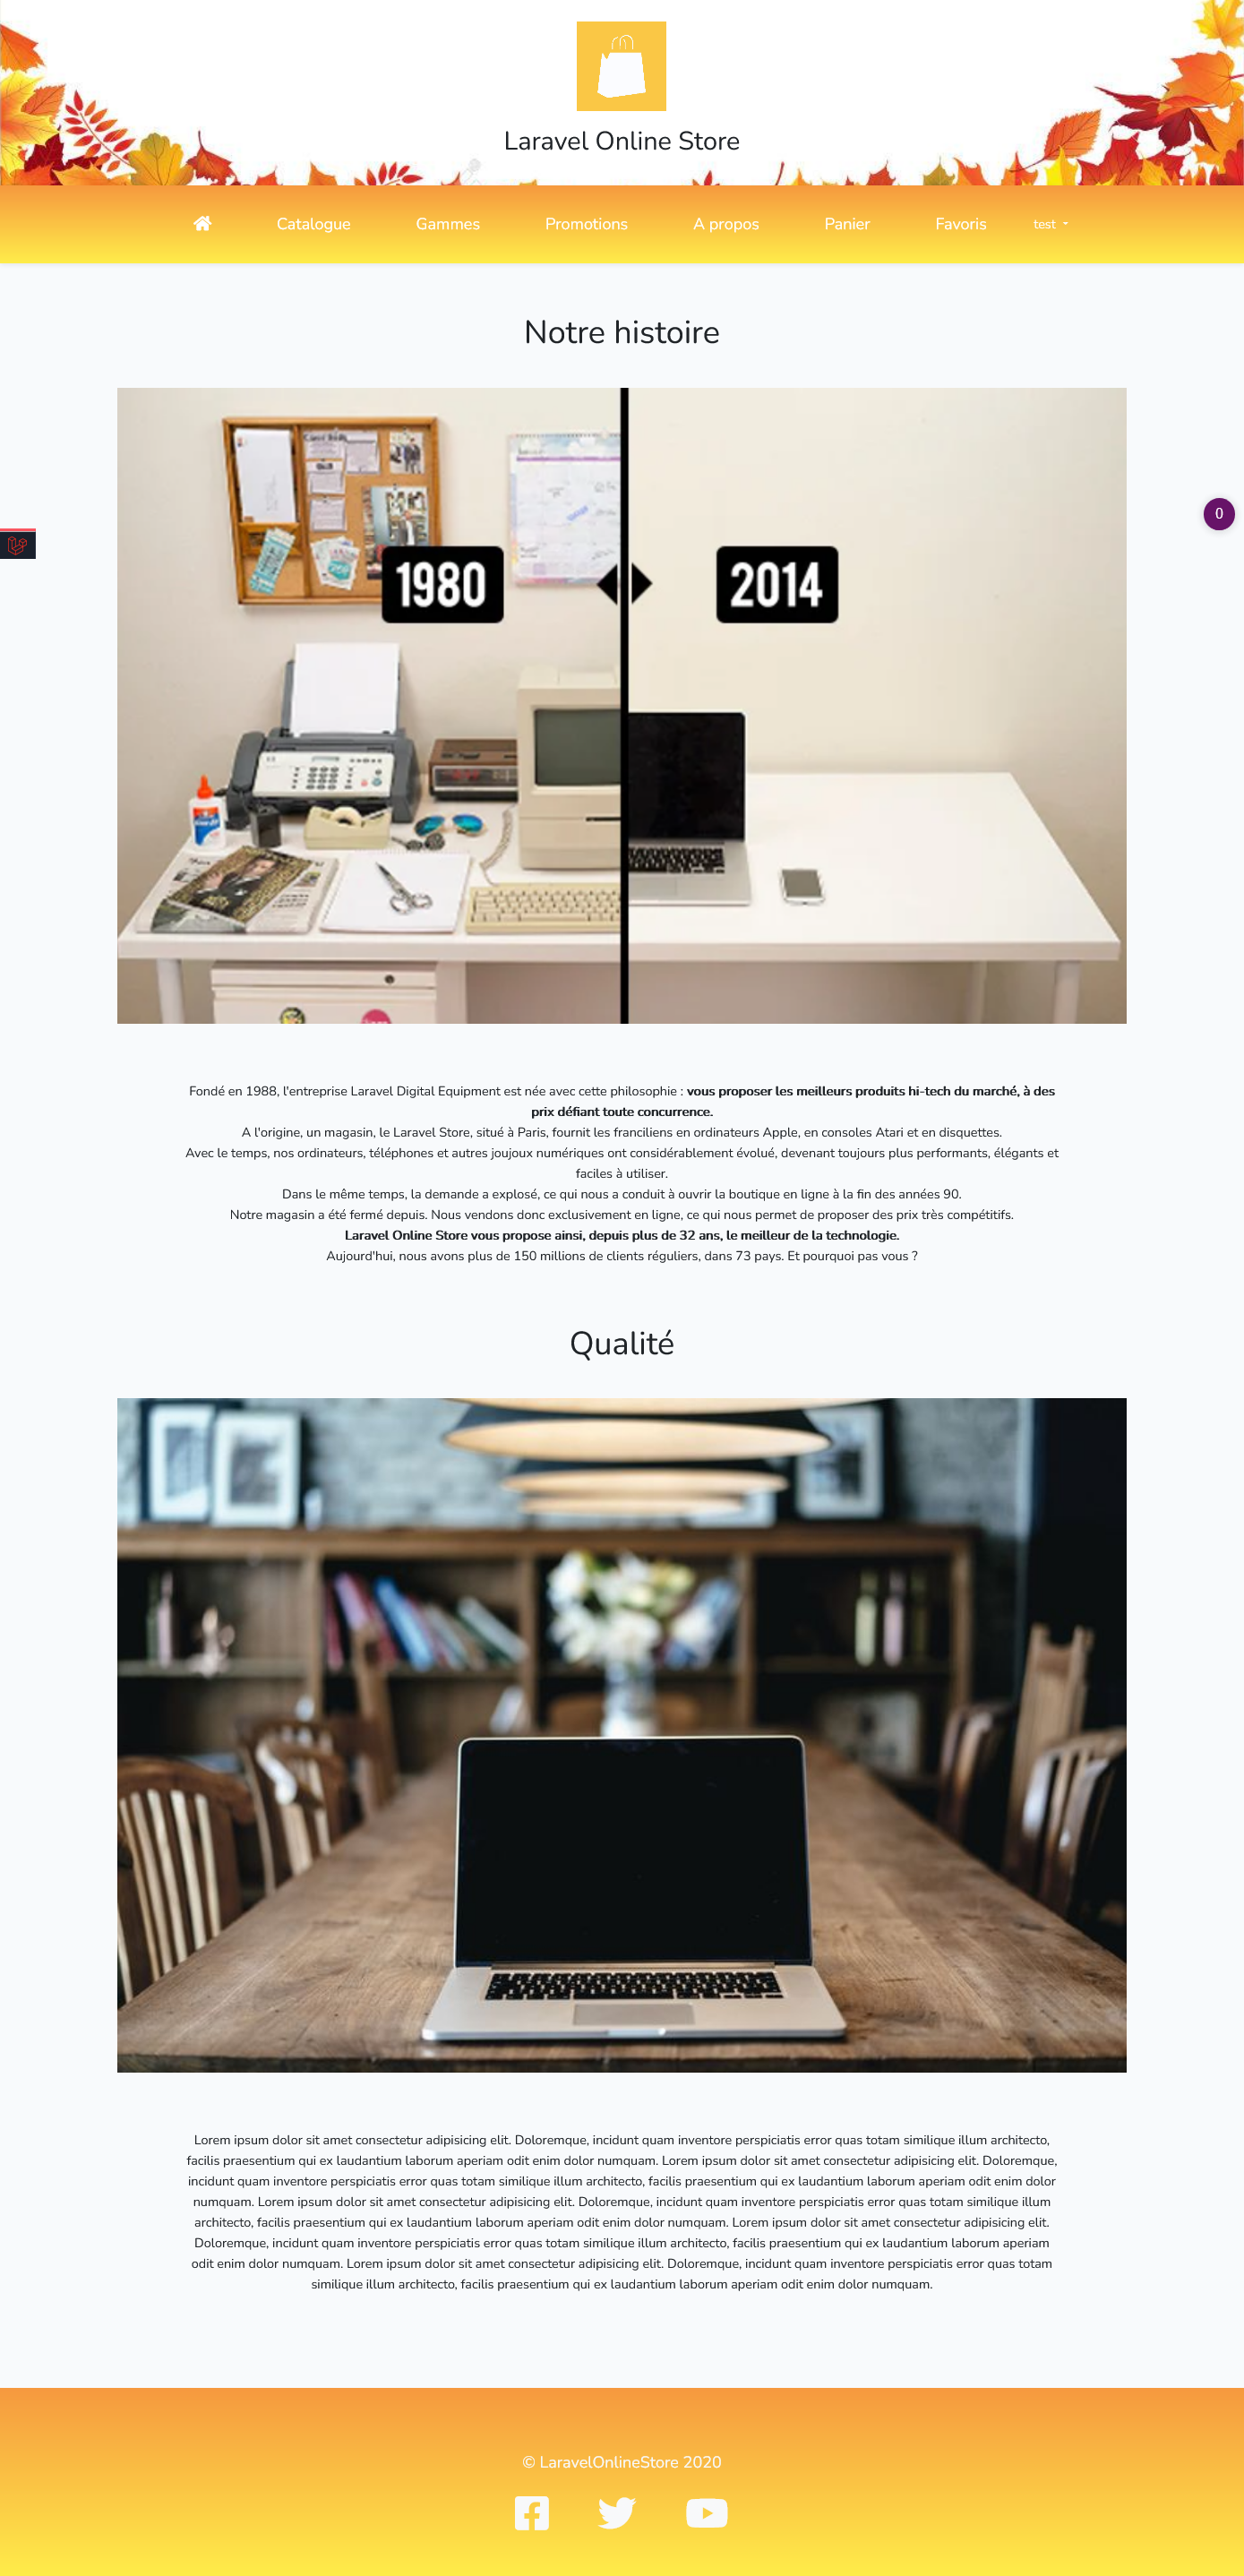 Laravel Online Store
Catalogue Gammes Promotions A propos Panier Favoris test
Notre histoire
1980 2014
0
Fondé en 1988, l'entreprise Laravel Digital Equipment est née avec cette philosophie : vous proposer les meilleurs produits hi-tech du marché, à des
prix défiant toute concurrence.
A l'origine, un magasin, le Laravel Store, situé à Paris, fournit les franciliens en ordinateurs Apple, en consoles Atari et en disquettes.
Avec le temps, nos ordinateurs, téléphones et autres joujoux numériques ont considérablement évolué, devenant toujours plus performants, élégants et
faciles à utiliser.
Dans le même temps, la demande a explosé, ce qui nous a conduit à ouvrir la boutique en ligne à la fin des années 90.
Notre magasin a été fermé depuis. Nous vendons donc exclusivement en ligne, ce qui nous permet de proposer des prix très compétitifs.
Laravel Online Store vous propose ainsi, depuis plus de 32 ans, le meilleur de la technologie.
Aujourd'hui, nous avons plus de 150 millions de clients réguliers, dans 73 pays. Et pourquoi pas vous ?
Qualité
Lorem ipsum dolor sit amet consectetur adipisicing elit. Doloremque, incidunt quam inventore perspiciatis error quas totam similique illum architecto,
facilis praesentium qui ex laudantium laborum aperiam odit enim dolor numquam. Lorem ipsum dolor sit amet consectetur adipisicing elit. Doloremque,
incidunt quam inventore perspiciatis error quas totam similique illum architecto, facilis praesentium qui ex laudantium laborum aperiam odit enim dolor
numquam. Lorem ipsum dolor sit amet consectetur adipisicing elit. Doloremque, incidunt quam inventore perspiciatis error quas totam similique illum
architecto, facilis praesentium qui ex laudantium laborum aperiam odit enim dolor numquam. Lorem ipsum dolor sit amet consectetur adipisicing elit.
Doloremque, incidunt quam inventore perspiciatis error quas totam similique illum architecto, facilis praesentium qui ex laudantium laborum aperiam
odit enim dolor numquam. Lorem ipsum dolor sit amet consectetur adipisicing elit. Doloremque, incidunt quam inventore perspiciatis error quas totam
similique illum architecto, facilis praesentium qui ex laudantium laborum aperiam odit enim dolor numquam.
© LaravelOnlineStore 2020